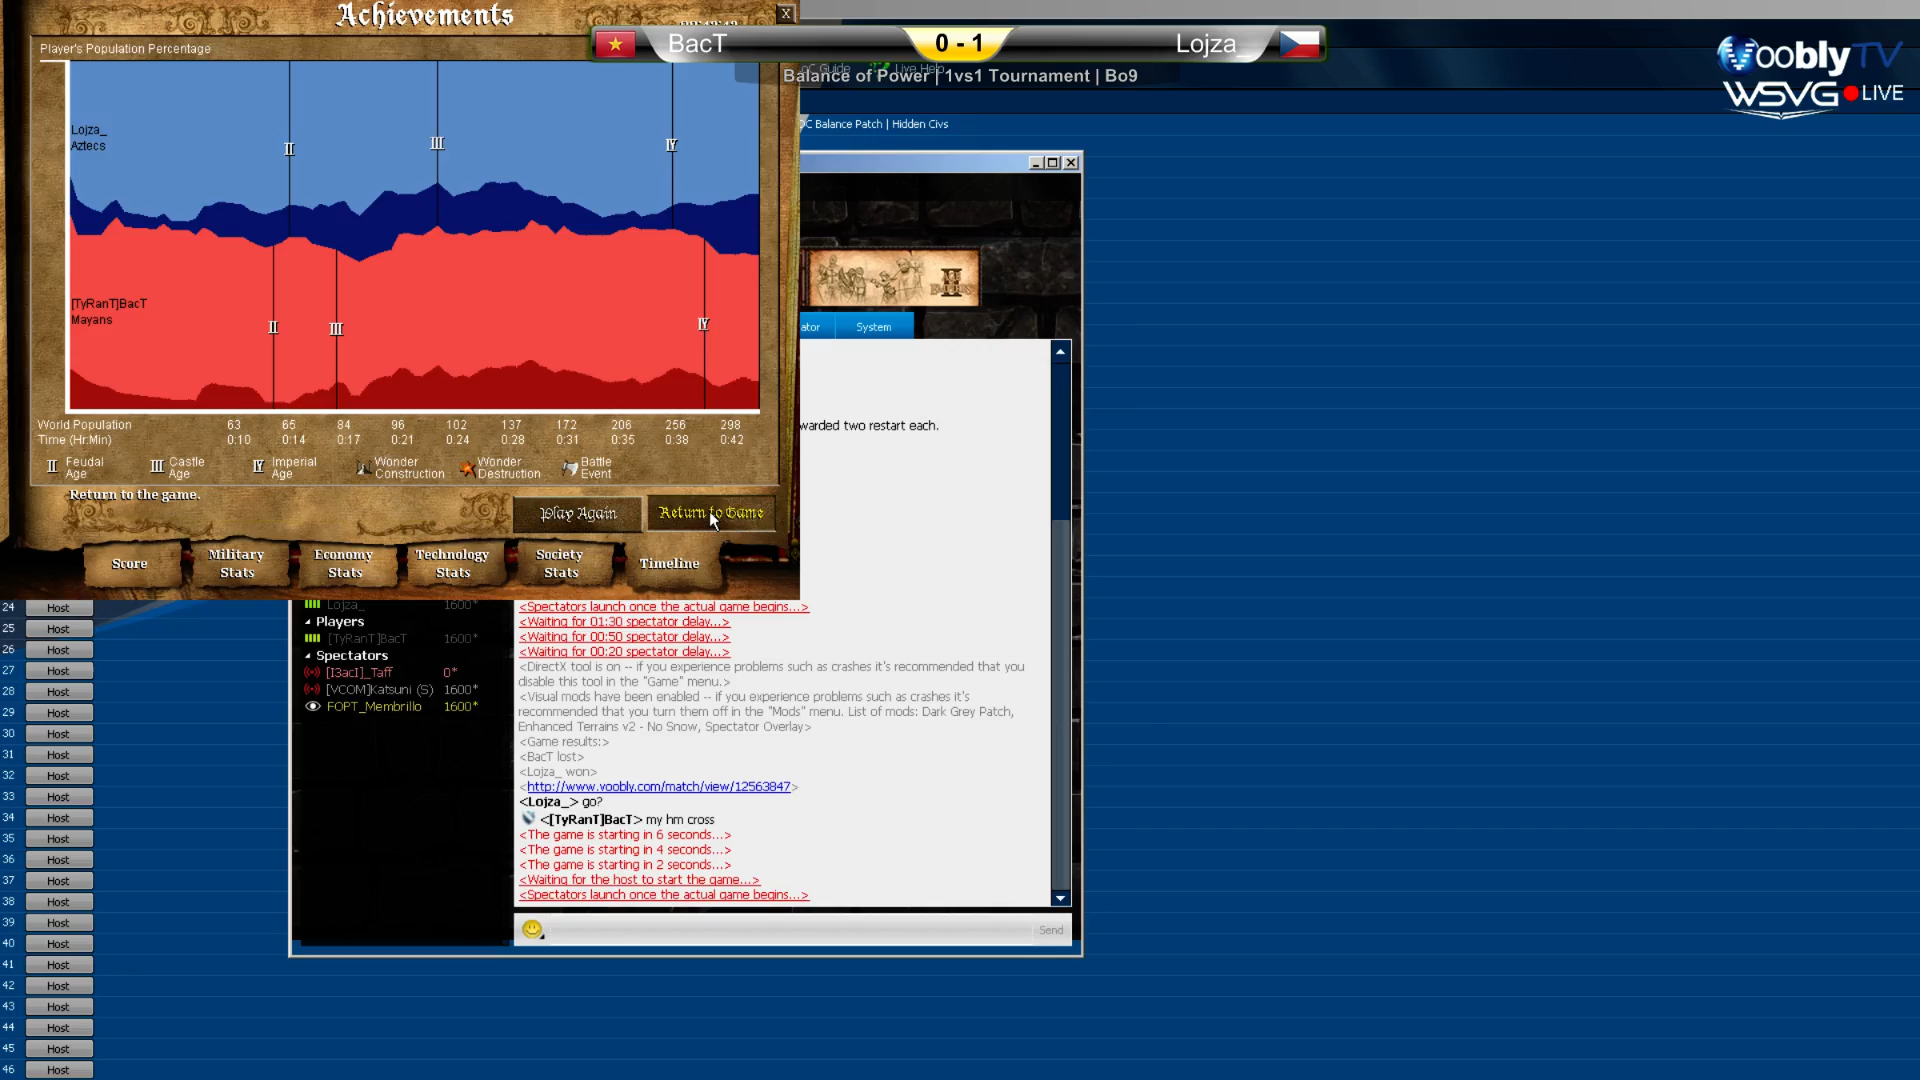 Achievements
X
Player's Population Percentage
BacT
0 - 1
Lojza_
Balance of Power | 1vs1 Tournament | Bo9
Live Help
Voobly TV
WSVG LIVE
Balance Patch | Hidden Civs
Lojza_
Aztecs
II
III
IV
[TyRanT]BacT
Mayans
II
III
IV
World Population 63 65 84 96 102 137 172 206 256 298
Time (Hr:Min) 0:10 0:14 0:17 0:21 0:24 0:28 0:31 0:35 0:38 0:42
II Feudal Age
III Castle Age
IV Imperial Age
Wonder Construction
Wonder Destruction
Battle Event
Return to the game.
Play Again
Return to Game
Score
Military Stats
Economy Stats
Technology Stats
Society Stats
Timeline
System
warded two restart each.
24 Host
25 Host
26 Host
27 Host
28 Host
29 Host
30 Host
31 Host
32 Host
33 Host
34 Host
35 Host
36 Host
37 Host
38 Host
39 Host
40 Host
41 Host
42 Host
43 Host
44 Host
45 Host
46 Host
Lojza_ 1600*
Players
[TyRanT]BacT 1600*
Spectators
[I3acI]_Taff 0*
[VCOM]Katsuni (S) 1600*
FOPT_Membrillo 1600*
<Spectators launch once the actual game begins...>
<Waiting for 01:30 spectator delay...>
<Waiting for 00:50 spectator delay...>
<Waiting for 00:20 spectator delay...>
<DirectX tool is on -- if you experience problems such as crashes it's recommended that you
disable this tool in the "Game" menu.>
<Visual mods have been enabled -- if you experience problems such as crashes it's
recommended that you turn them off in the "Mods" menu. List of mods: Dark Grey Patch,
Enhanced Terrains v2 - No Snow, Spectator Overlay>
<Game results:>
<BacT lost>
<Lojza_ won>
<http://www.voobly.com/match/view/12563847>
<Lojza_> go?
<[TyRanT]BacT> my hm cross
<The game is starting in 6 seconds...>
<The game is starting in 4 seconds...>
<The game is starting in 2 seconds...>
<Waiting for the host to start the game...>
<Spectators launch once the actual game begins...>
Send